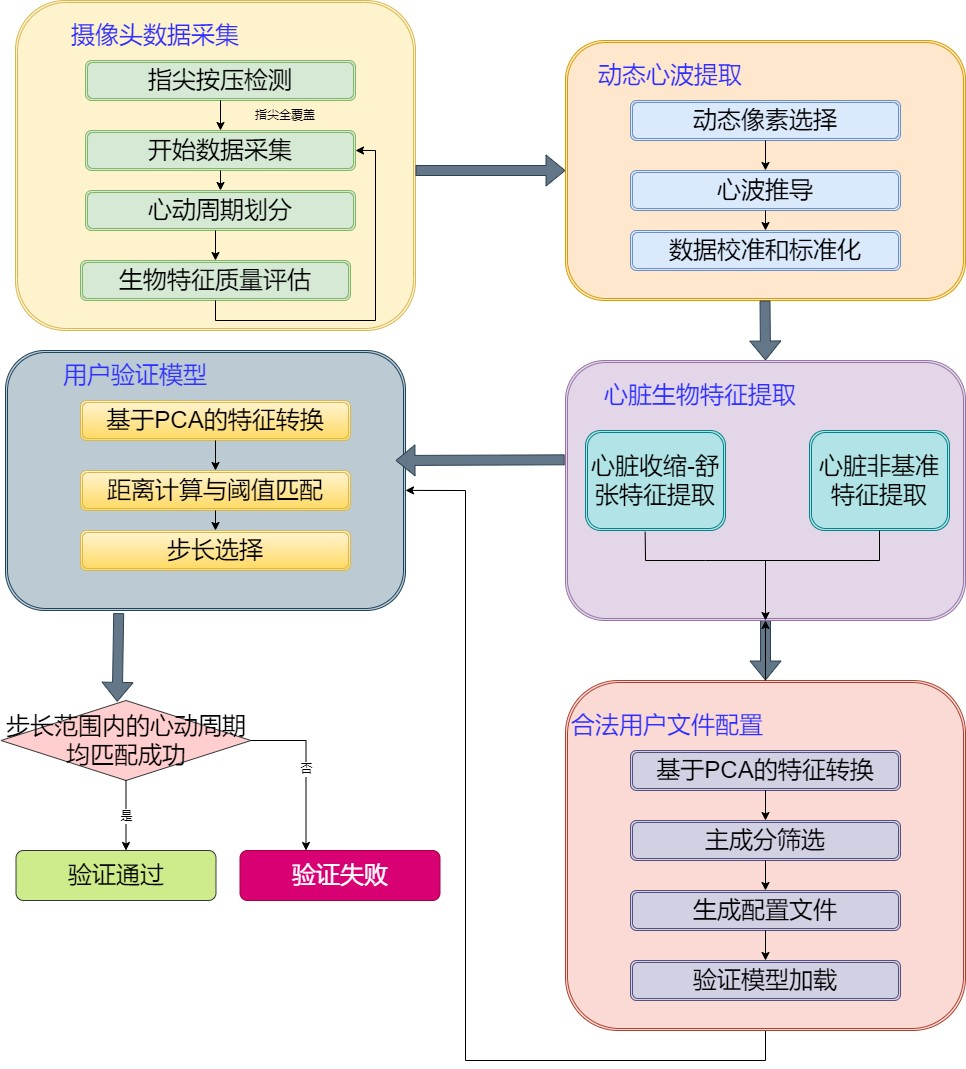 摄像头数据采集
指尖按压检测
指尖全覆盖
开始数据采集
心动周期划分
生物特征质量评估
动态心波提取
动态像素选择
心波推导
数据校准和标准化
用户验证模型
基于PCA的特征转换
距离计算与阈值匹配
步长选择
心脏生物特征提取
心脏收缩-舒
张特征提取
心脏非基准
特征提取
步长范围内的心动周期
均匹配成功
否
是
验证通过
验证失败
合法用户文件配置
基于PCA的特征转换
主成分筛选
生成配置文件
验证模型加载